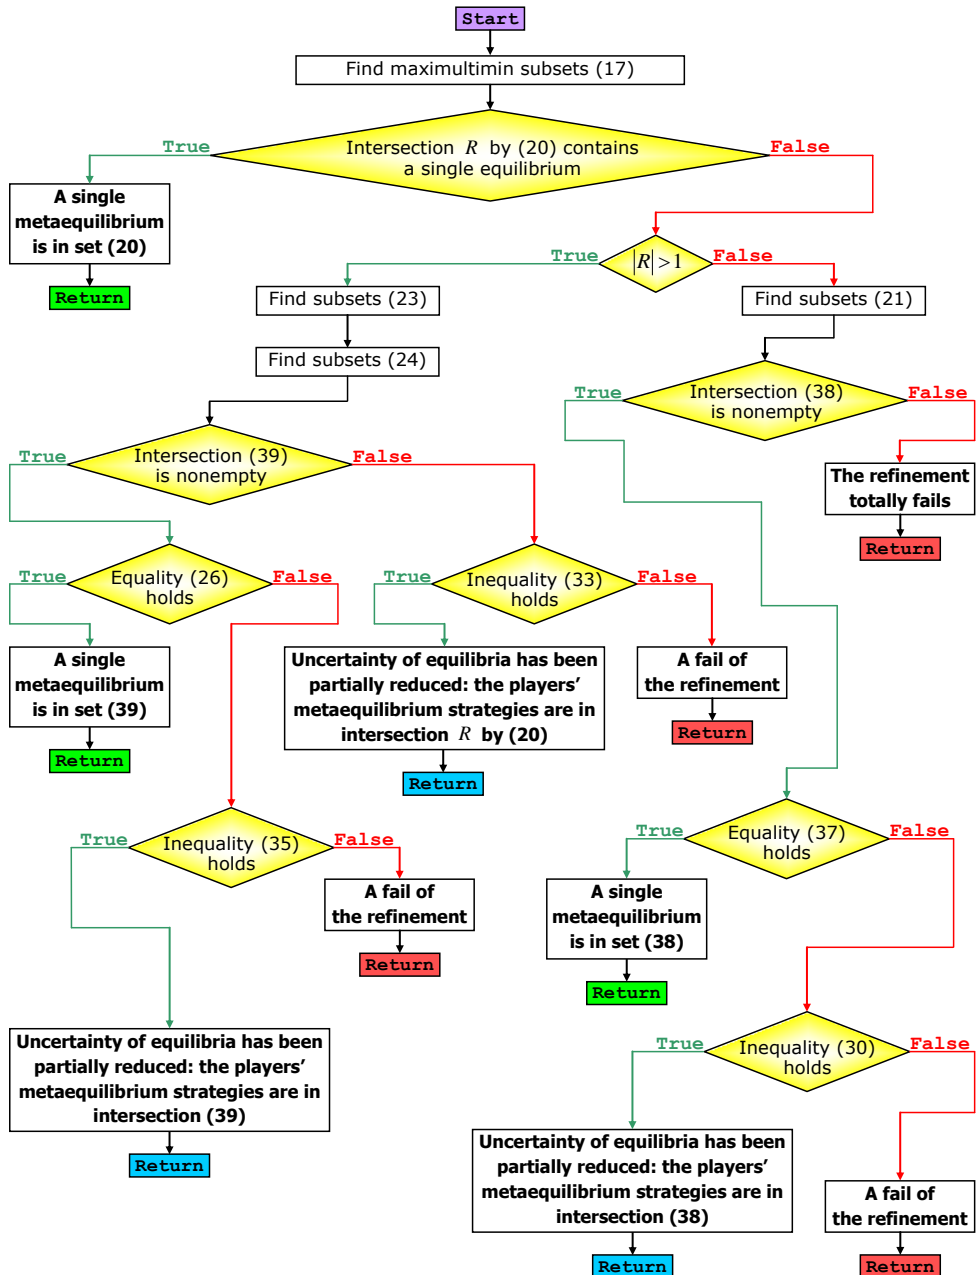 Start
Find maximultimin subsets (17)
True
Intersection R by (20) contains
a single equilibrium
False
A single
metaequilibrium
is in set (20)
Return
True
|R| > 1
False
Find subsets (23)
Find subsets (21)
Find subsets (24)
True
Intersection (38)
is nonempty
False
True
Intersection (39)
is nonempty
False
The refinement
totally fails
Return
True
Equality (26)
holds
False
True
Inequality (33)
holds
False
A single
metaequilibrium
is in set (39)
Return
Uncertainty of equilibria has been
partially reduced: the players’
metaequilibrium strategies are in
intersection R by (20)
Return
A fail of
the refinement
Return
True
Inequality (35)
holds
False
True
Equality (37)
holds
False
A fail of
the refinement
Return
A single
metaequilibrium
is in set (38)
Return
Uncertainty of equilibria has been
partially reduced: the players’
metaequilibrium strategies are in
intersection (39)
Return
True
Inequality (30)
holds
False
Uncertainty of equilibria has been
partially reduced: the players’
metaequilibrium strategies are in
intersection (38)
Return
A fail of
the refinement
Return